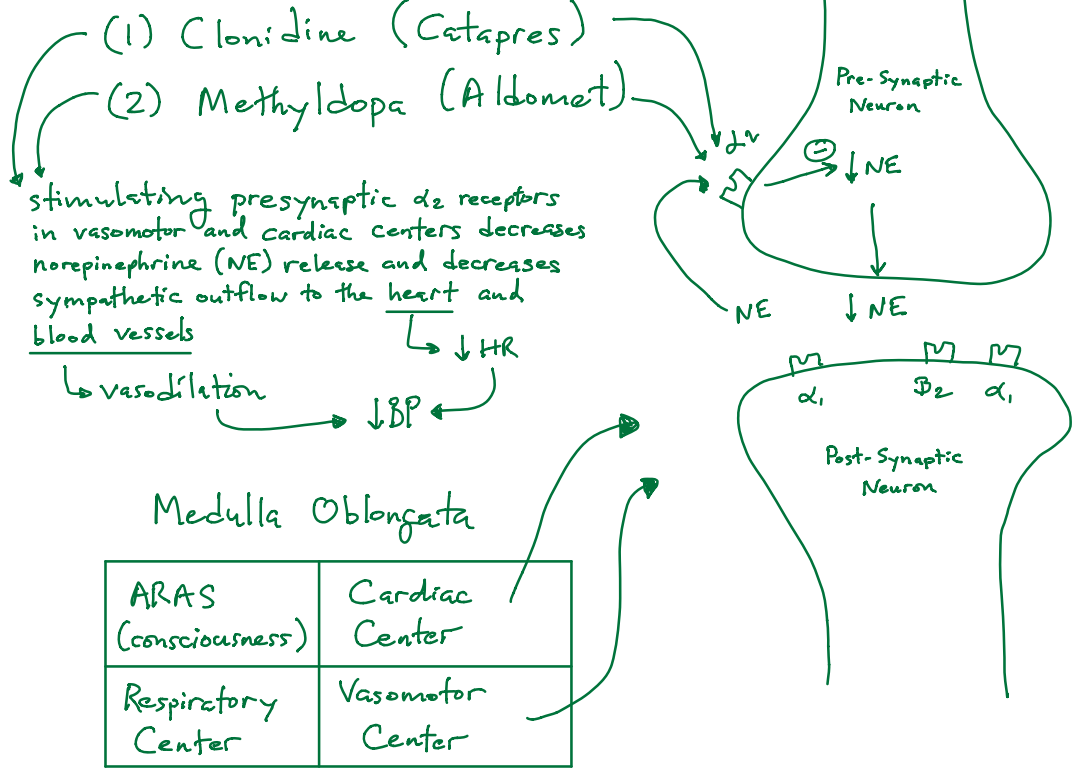 (1) Clonidine (Catapres)
(2) Methyldopa (Aldomet)
stimulating presynaptic α2 receptors
in vasomotor and cardiac centers decreases
norepinephrine (NE) release and decreases
sympathetic outflow to the heart and
blood vessels
↓ HR
vasodilation
↓BP
Pre-Synaptic
Neuron
α2
⊖
↓ NE
NE
↓ NE
α1
B2
α1
Post-Synaptic
Neuron
Medulla Oblongata
ARAS
(consciousness)
Cardiac
Center
Respiratory
Center
Vasomotor
Center